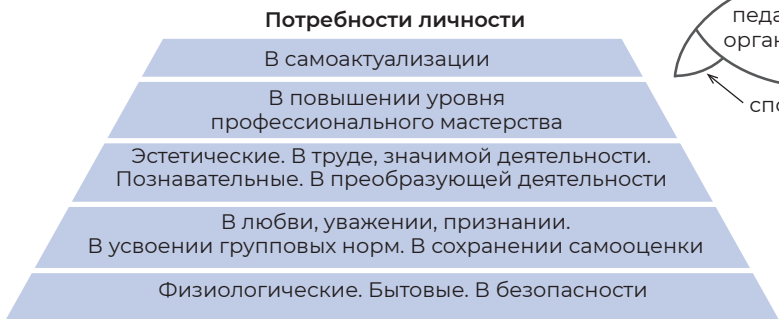 Потребности личности
В самоактуализации
В повышении уровня
профессионального мастерства
Эстетические. В труде, значимой деятельности.
Познавательные. В преобразующей деятельности
В любви, уважении, признании.
В усвоении групповых норм. В сохранении самооценки
Физиологические. Бытовые. В безопасности